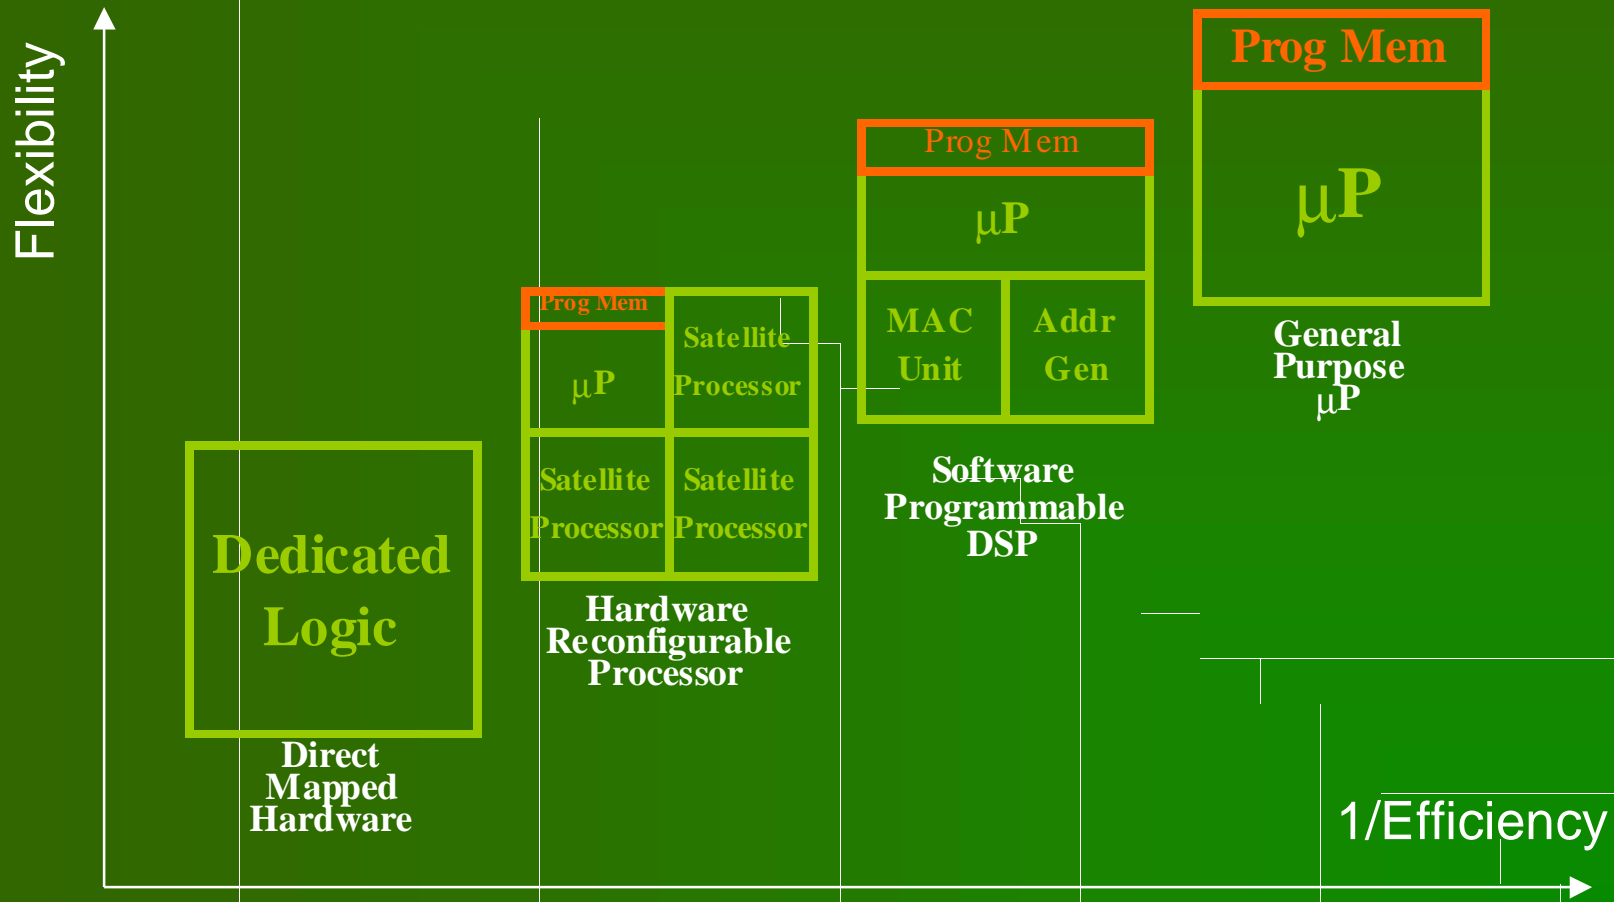 Flexibility
Prog Mem
μP
General
Purpose
μP
Prog Mem
μP
MAC
Unit
Addr
Gen
Software
Programmable
DSP
Prog Mem
μP
Satellite
Processor
Satellite
Processor
Satellite
Processor
Hardware
Reconfigurable
Processor
Dedicated
Logic
Direct
Mapped
Hardware
1/Efficiency